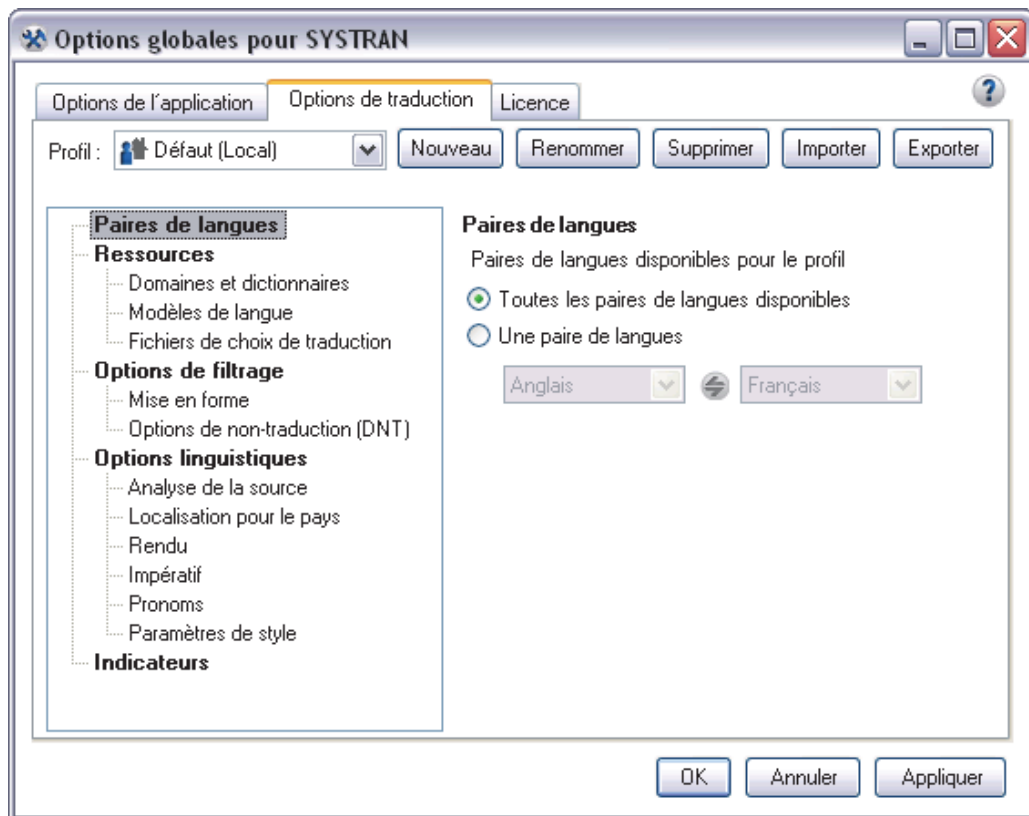 Options globales pour SYSTRAN
Options de l'application Options de traduction Licence
Profil : Défaut (Local) Nouveau Renommer Supprimer Importer Exporter
Paires de langues
Ressources
Domaines et dictionnaires
Modèles de langue
Fichiers de choix de traduction
Options de filtrage
Mise en forme
Options de non-traduction (DNT)
Options linguistiques
Analyse de la source
Localisation pour le pays
Rendu
Impératif
Pronoms
Paramètres de style
Indicateurs
Paires de langues
Paires de langues disponibles pour le profil
Toutes les paires de langues disponibles
Une paire de langues
Anglais Français
OK Annuler Appliquer